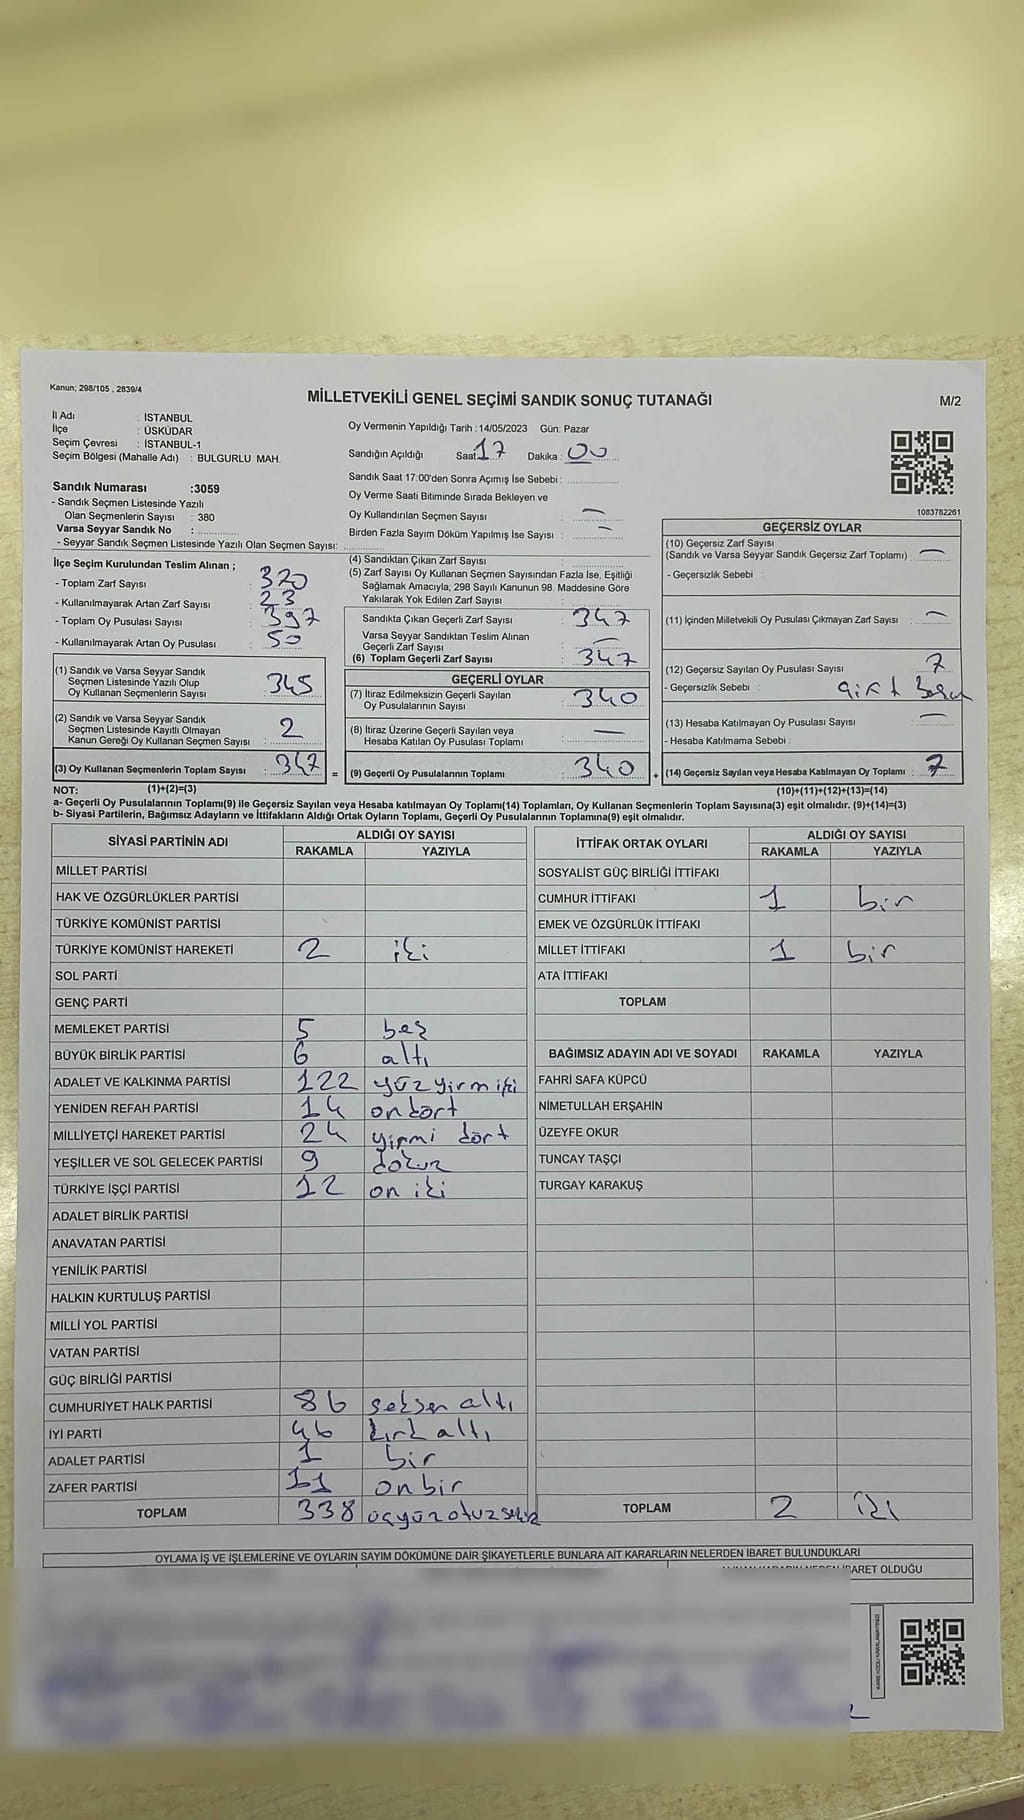 Kanun; 298/105 , 2839/4
MİLLETVEKİLİ GENEL SEÇİMİ SANDIK SONUÇ TUTANAĞI
M/2
İl Adı : İSTANBUL
İlçe : ÜSKÜDAR
Seçim Çevresi : İSTANBUL-1
Seçim Bölgesi (Mahalle Adı) : BULGURLU MAH.
Sandık Numarası :3059
- Sandık Seçmen Listesinde Yazılı
Olan Seçmenlerin Sayısı : 380
Varsa Seyyar Sandık No :
- Seyyar Sandık Seçmen Listesinde Yazılı Olan Seçmen Sayısı:
Oy Vermenin Yapıldığı Tarih :14/05/2023 Gün: Pazar
Sandığın Açıldığı Saat 17 Dakika : 00
Sandık Saat 17:00'den Sonra Açımış İse Sebebi :
Oy Verme Saati Bitiminde Sırada Bekleyen ve
Oy Kullandırılan Seçmen Sayısı : —
Birden Fazla Sayım Döküm Yapılmış İse Sayısı : —
1083782261
İlçe Seçim Kurulundan Teslim Alınan ;
- Toplam Zarf Sayısı : 320
- Kullanılmayarak Artan Zarf Sayısı : 23
- Toplam Oy Pusulası Sayısı : 397
- Kullanılmayarak Artan Oy Pusulası : 50
(1) Sandık ve Varsa Seyyar Sandık
Seçmen Listesinde Yazılı Olup
Oy Kullanan Seçmenlerin Sayısı : 345
(2) Sandık ve Varsa Seyyar Sandık
Seçmen Listesinde Kayıtlı Olmayan
Kanun Gereği Oy Kullanan Seçmen Sayısı : 2
(3) Oy Kullanan Seçmenlerin Toplam Sayısı : 347
(4) Sandıktan Çıkan Zarf Sayısı :
(5) Zarf Sayısı Oy Kullanan Seçmen Sayısından Fazla İse, Eşitliği
Sağlamak Amacıyla; 298 Sayılı Kanunun 98. Maddesine Göre
Yakılarak Yok Edilen Zarf Sayısı :
Sandıkta Çıkan Geçerli Zarf Sayısı : 347
Varsa Seyyar Sandıktan Teslim Alınan
Geçerli Zarf Sayısı : —
(6) Toplam Geçerli Zarf Sayısı : 347
GEÇERLİ OYLAR
(7) İtiraz Edilmeksizin Geçerli Sayılan
Oy Pusulalarının Sayısı : 340
(8) İtiraz Üzerine Geçerli Sayılan veya
Hesaba Katılan Oy Pusulası Toplamı : —
= (9) Geçerli Oy Pusulalarının Toplamı : 340 +
GEÇERSİZ OYLAR
(10) Geçersiz Zarf Sayısı
(Sandık ve Varsa Seyyar Sandık Geçersiz Zarf Toplamı) : —
- Geçersizlik Sebebi :
(11) İçinden Milletvekili Oy Pusulası Çıkmayan Zarf Sayısı : —
(12) Geçersiz Sayılan Oy Pusulası Sayısı : 7
- Geçersizlik Sebebi :
(13) Hesaba Katılmayan Oy Pusulası Sayısı : —
- Hesaba Katılmama Sebebi :
(14) Geçersiz Sayılan veya Hesaba Katılmayan Oy Toplamı : 7
NOT: (1)+(2)=(3) (10)+(11)+(12)+(13)=(14)
a- Geçerli Oy Pusulalarının Toplamı(9) ile Geçersiz Sayılan veya Hesaba katılmayan Oy Toplamı(14) Toplamları, Oy Kullanan Seçmenlerin Toplam Sayısına(3) eşit olmalıdır. (9)+(14)=(3)
b- Siyasi Partilerin, Bağımsız Adayların ve İttifakların Aldığı Ortak Oyların Toplamı, Geçerli Oy Pusulalarının Toplamına(9) eşit olmalıdır.
SİYASİ PARTİNİN ADI ALDIĞI OY SAYISI
RAKAMLA YAZIYLA
MİLLET PARTİSİ
HAK VE ÖZGÜRLÜKLER PARTİSİ
TÜRKİYE KOMÜNİST PARTİSİ
TÜRKİYE KOMÜNİST HAREKETİ 2 iki
SOL PARTİ
GENÇ PARTİ
MEMLEKET PARTİSİ 5 beş
BÜYÜK BİRLİK PARTİSİ 6 altı
ADALET VE KALKINMA PARTİSİ 122 yüzyirmiiki
YENİDEN REFAH PARTİSİ 14 ondört
MİLLİYETÇİ HAREKET PARTİSİ 24 yirmi dört
YEŞİLLER VE SOL GELECEK PARTİSİ 9 dokuz
TÜRKİYE İŞÇİ PARTİSİ 12 on iki
ADALET BİRLİK PARTİSİ
ANAVATAN PARTİSİ
YENİLİK PARTİSİ
HALKIN KURTULUŞ PARTİSİ
MİLLİ YOL PARTİSİ
VATAN PARTİSİ
GÜÇ BİRLİĞİ PARTİSİ
CUMHURİYET HALK PARTİSİ 86 seksen altı
İYİ PARTİ 46 kırk altı
ADALET PARTİSİ 1 bir
ZAFER PARTİSİ 11 onbir
TOPLAM 338 üçyüzotuzsekiz
İTTİFAK ORTAK OYLARI ALDIĞI OY SAYISI
RAKAMLA YAZIYLA
SOSYALİST GÜÇ BİRLİĞİ İTTİFAKI
CUMHUR İTTİFAKI 1 bir
EMEK VE ÖZGÜRLÜK İTTİFAKI
MİLLET İTTİFAKI 1 bir
ATA İTTİFAKI
TOPLAM
BAĞIMSIZ ADAYIN ADI VE SOYADI RAKAMLA YAZIYLA
FAHRİ SAFA KÜPCÜ
NİMETULLAH ERŞAHİN
ÜZEYFE OKUR
TUNCAY TAŞÇI
TURGAY KARAKUŞ
TOPLAM 2 iki
OYLAMA İŞ VE İŞLEMLERİNE VE OYLARIN SAYIM DÖKÜMÜNE DAİR ŞİKAYETLERLE BUNLARA AİT KARARLARIN NELERDEN İBARET BULUNDUKLARI
İBARET OLDUĞU